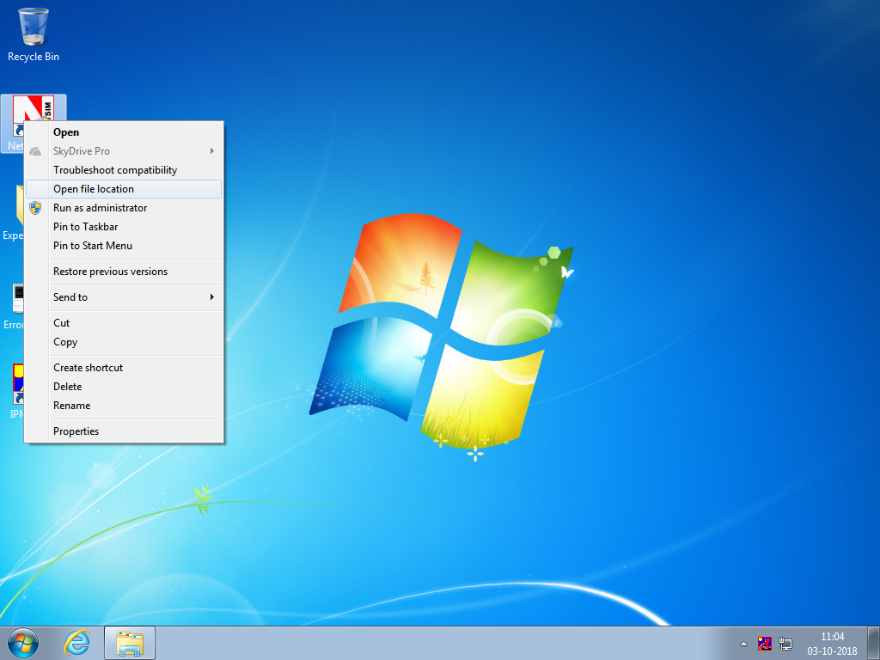 Recycle Bin
SIM
Net
Open
SkyDrive Pro
Troubleshoot compatibility
Open file location
Run as administrator
Pin to Taskbar
Pin to Start Menu
Restore previous versions
Send to
Cut
Copy
Create shortcut
Delete
Rename
Properties
Expe
Error
11:04
03-10-2018